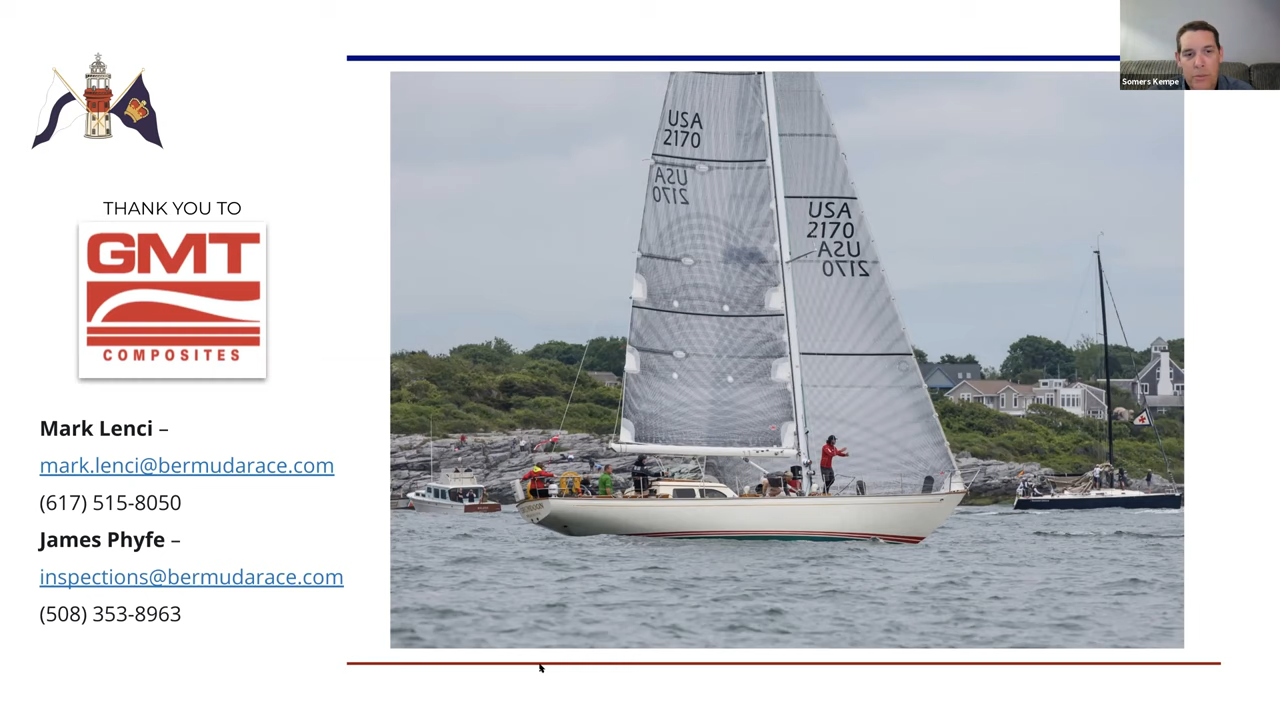 THANK YOU TO
GMT
COMPOSITES
Mark Lenci –
mark.lenci@bermudarace.com
(617) 515-8050
James Phyfe –
inspections@bermudarace.com
(508) 353-8963
USA
2170
USA
2170
USA
2170
USA
2170
Somers Kempe